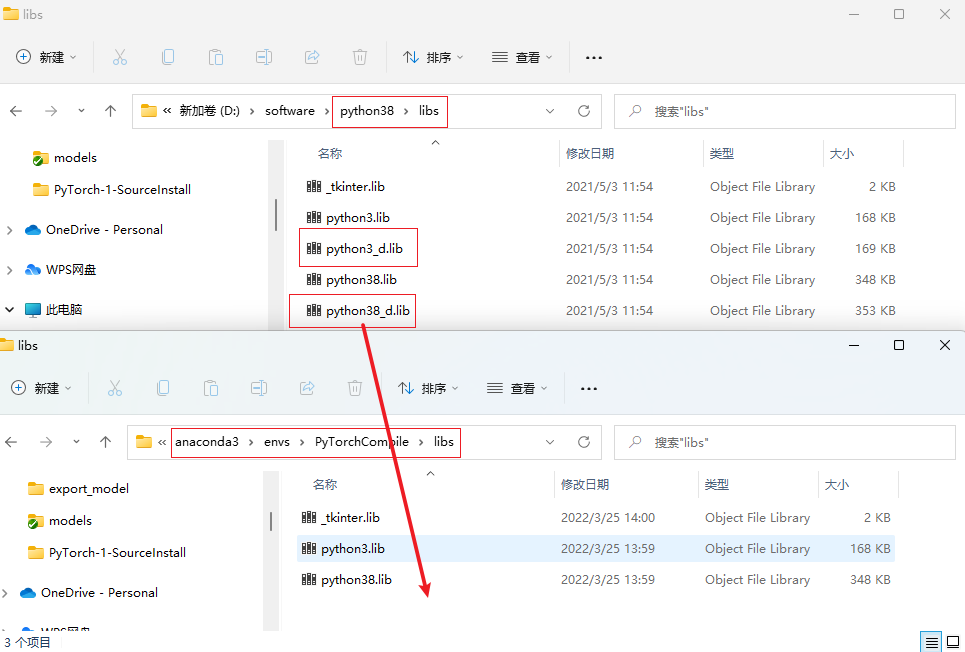 libs
新建 排序 查看
« 新加卷 (D:) › software › python38 › libs 搜索"libs"
models
PyTorch-1-SourceInstall
OneDrive - Personal
WPS网盘
此电脑
名称 修改日期 类型 大小
_tkinter.lib 2021/5/3 11:54 Object File Library 2 KB
python3.lib 2021/5/3 11:54 Object File Library 168 KB
python3_d.lib 2021/5/3 11:54 Object File Library 169 KB
python38.lib 2021/5/3 11:54 Object File Library 348 KB
python38_d.lib 2021/5/3 11:54 Object File Library 353 KB
libs
新建 排序 查看
« anaconda3 › envs › PyTorchCompile › libs 搜索"libs"
export_model
models
PyTorch-1-SourceInstall
OneDrive - Personal
WPS网盘
名称 修改日期 类型 大小
_tkinter.lib 2022/3/25 14:00 Object File Library 2 KB
python3.lib 2022/3/25 13:59 Object File Library 168 KB
python38.lib 2022/3/25 13:59 Object File Library 348 KB
3 个项目